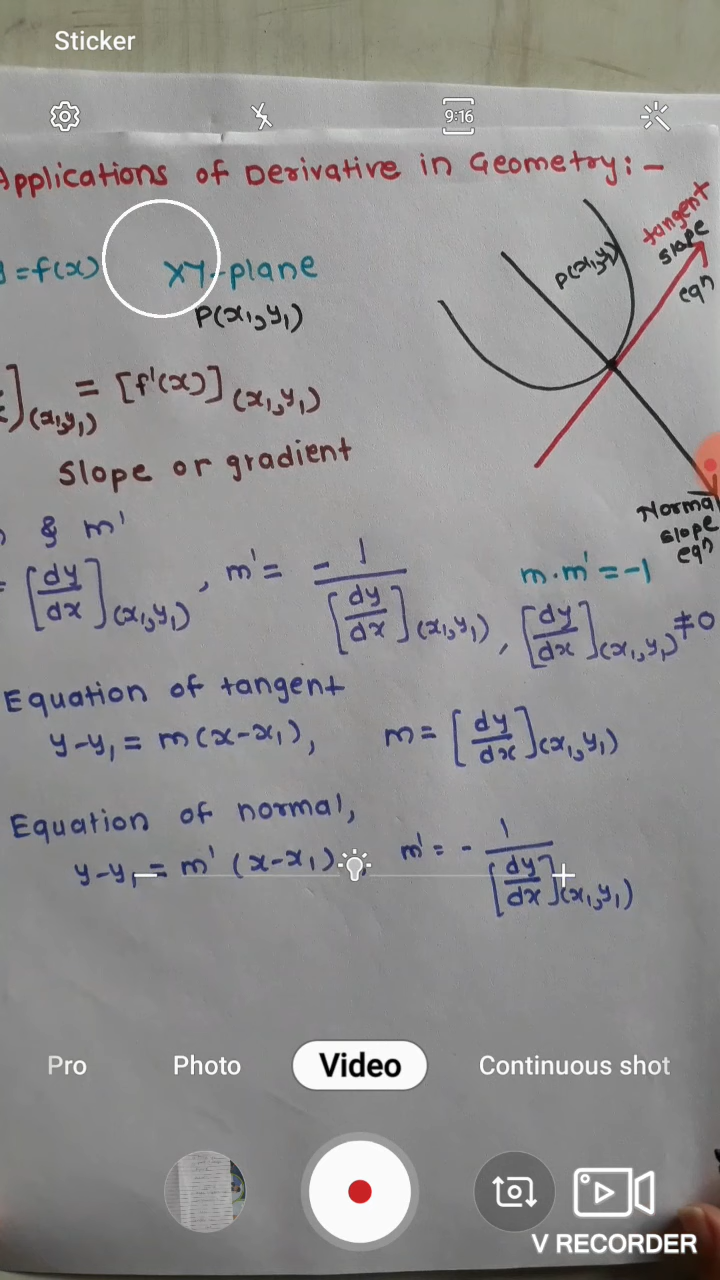 Sticker
9:16
Applications of Derivative in Geometry:-
y=f(x) XY-plane
P(x₁,y₁)
](x₁,y₁) = [f'(x)](x₁,y₁)
Slope or gradient
P(x₁,y₁)
tangent
slope
eqⁿ
Normal
slope
eqⁿ
& m'
= [dy/dx](x₁,y₁), m' = -1/[dy/dx](x₁,y₁), [dy/dx](x₁,y₁) ≠0
m.m'=-1
Equation of tangent
y-y₁ = m(x-x₁), m = [dy/dx](x₁,y₁)
Equation of normal,
y-y₁ = m' (x-x₁), m' = - 1/[dy/dx](x₁,y₁)
Pro Photo Video Continuous shot
V RECORDER